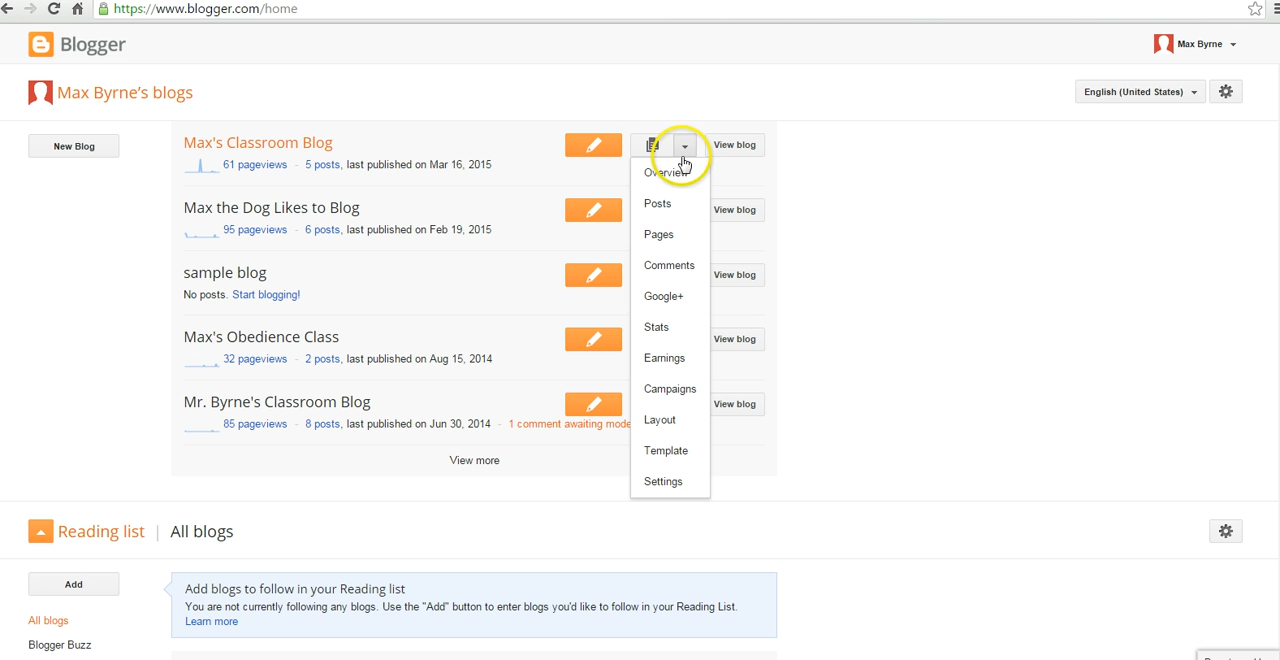 https://www.blogger.com/home
Blogger
Max Byrne
Max Byrne's blogs
English (United States)
New Blog
Max's Classroom Blog
View blog
61 pageviews - 5 posts, last published on Mar 16, 2015
Overview
Posts
Pages
Comments
Google+
Stats
Earnings
Campaigns
Layout
Template
Settings
Max the Dog Likes to Blog
View blog
95 pageviews - 6 posts, last published on Feb 19, 2015
sample blog
View blog
No posts. Start blogging!
Max's Obedience Class
View blog
32 pageviews - 2 posts, last published on Aug 15, 2014
Mr. Byrne's Classroom Blog
View blog
85 pageviews - 8 posts, last published on Jun 30, 2014 - 1 comment awaiting mode
View more
Reading list | All blogs
Add
Add blogs to follow in your Reading list
You are not currently following any blogs. Use the "Add" button to enter blogs you'd like to follow in your Reading List.
Learn more
All blogs
Blogger Buzz